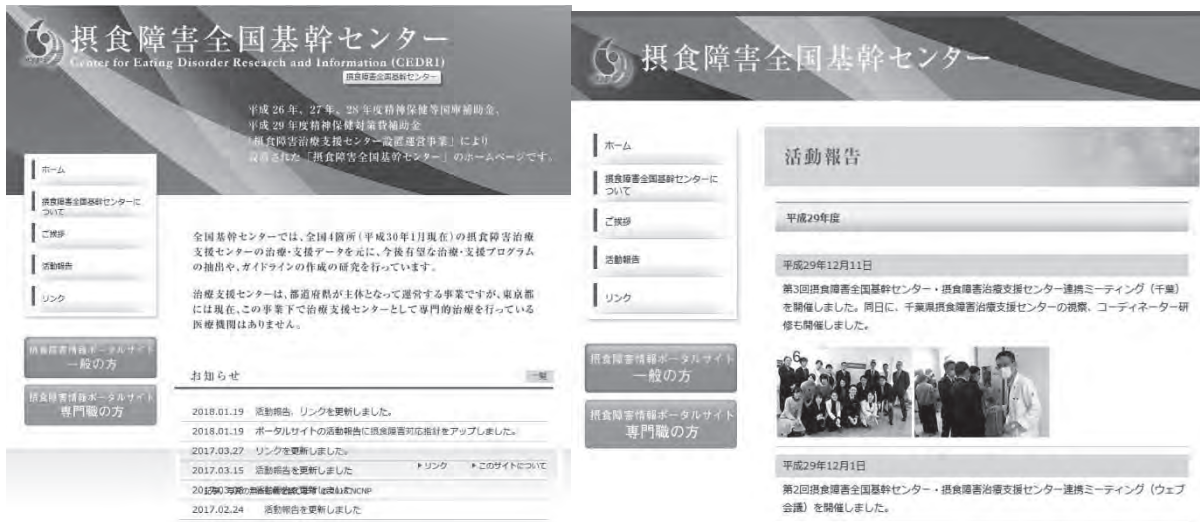 摂食障害全国基幹センター
Center for Eating Disorder Research and Information (CEDRI)
摂食障害全国基幹センター
平成 26 年、27 年、28 年度精神保健等国庫補助金、
平成 29 年度精神保健対策費補助金
「摂食障害治療支援センター設置運営事業」により
設置された「摂食障害全国基幹センター」のホームページです。
ホーム
摂食障害全国基幹センターに
ついて
ご挨拶
活動報告
リンク
摂食障害情報ポータルサイト
一般の方
摂食障害情報ポータルサイト
専門職の方
全国基幹センターでは、全国4箇所(平成30年1月現在)の摂食障害治療
支援センターの治療・支援データを元に、今後有望な治療・支援プログラム
の抽出や、ガイドラインの作成の研究を行っています。
治療支援センターは、都道府県が主体となって運営する事業ですが、東京都
には現在、この事業下で治療支援センターとして専門的治療を行っている
医療機関はありません。
お知らせ
一覧
2018.01.19 活動報告、リンクを更新しました。
2018.01.19 ポータルサイトの活動報告に摂食障害対応指針をアップしました。
2017.03.27 リンクを更新しました。
2017.03.15 活動報告を更新しました
リンク このサイトについて
2017.02.24 活動報告を更新しました
摂食障害全国基幹センター
ホーム
摂食障害全国基幹センターに
ついて
ご挨拶
活動報告
リンク
摂食障害情報ポータルサイト
一般の方
摂食障害情報ポータルサイト
専門職の方
活動報告
平成29年度
平成29年12月11日
第3回摂食障害全国基幹センター・摂食障害治療支援センター連携ミーティング(千葉)
を開催しました。同日に、千葉県摂食障害治療支援センターの視察、コーディネーター研
修も開催しました。
平成29年12月1日
第2回摂食障害全国基幹センター・摂食障害治療支援センター連携ミーティング(ウェブ
会議)を開催しました。